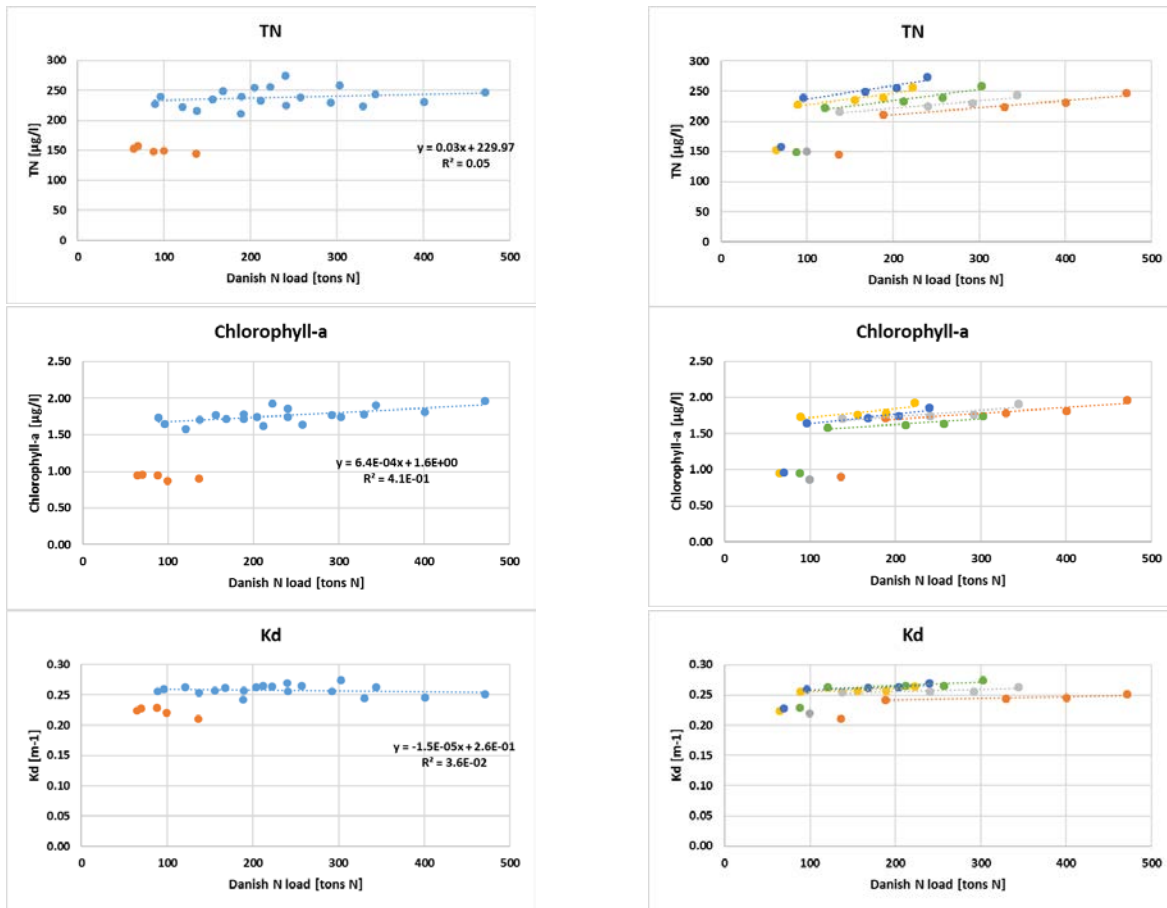 TN
300
250
200
150
100
50
0
TN [µg/l]
y = 0.03x + 229.97
R² = 0.05
0 100 200 300 400 500
Danish N load [tons N]
TN
300
250
200
150
100
50
0
TN [µg/l]
0 100 200 300 400 500
Danish N load [tons N]
Chlorophyll-a
2.50
2.00
1.50
1.00
0.50
0.00
Chlorophyll-a [µg/l]
y = 6.4E-04x + 1.6E+00
R² = 4.1E-01
0 100 200 300 400 500
Danish N load [tons N]
Chlorophyll-a
2.50
2.00
1.50
1.00
0.50
0.00
Chlorophyll-a [µg/l]
0 100 200 300 400 500
Danish N load [tons N]
Kd
0.30
0.25
0.20
0.15
0.10
0.05
0.00
Kd [m-1]
y = -1.5E-05x + 2.6E-01
R² = 3.6E-02
0 100 200 300 400 500
Danish N load [tons N]
Kd
0.30
0.25
0.20
0.15
0.10
0.05
0.00
Kd [m-1]
0 100 200 300 400 500
Danish N load [tons N]